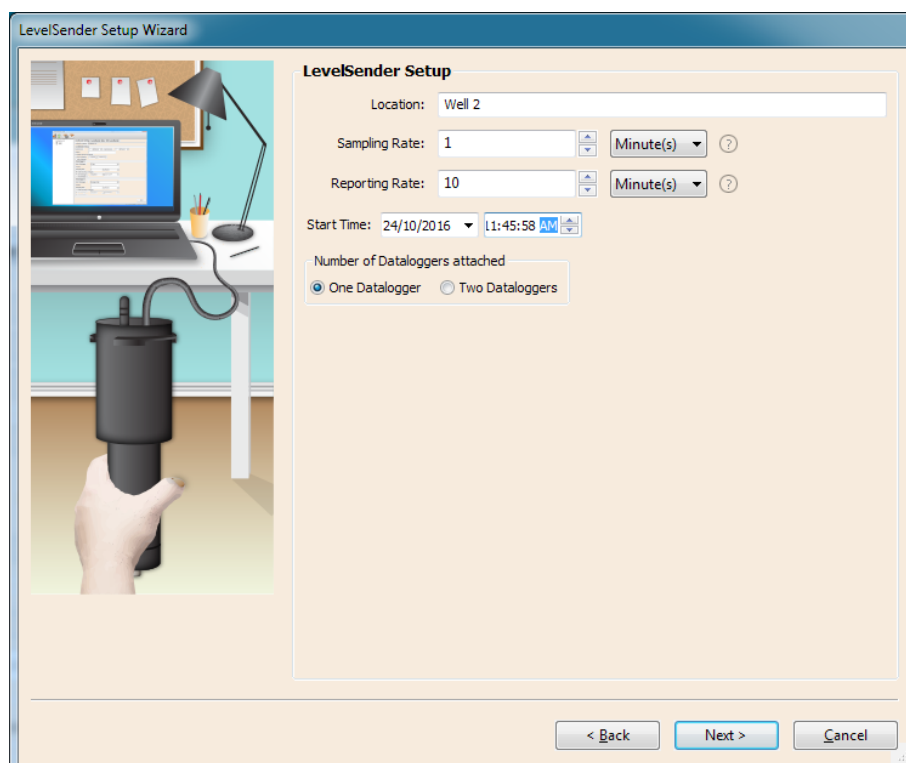 LevelSender Setup Wizard
LevelSender Setup
Location: Well 2
Sampling Rate: 1 Minute(s) ?
Reporting Rate: 10 Minute(s) ?
Start Time: 24/10/2016 11:45:58 AM
Number of Dataloggers attached
One Datalogger Two Dataloggers
< Back Next > Cancel